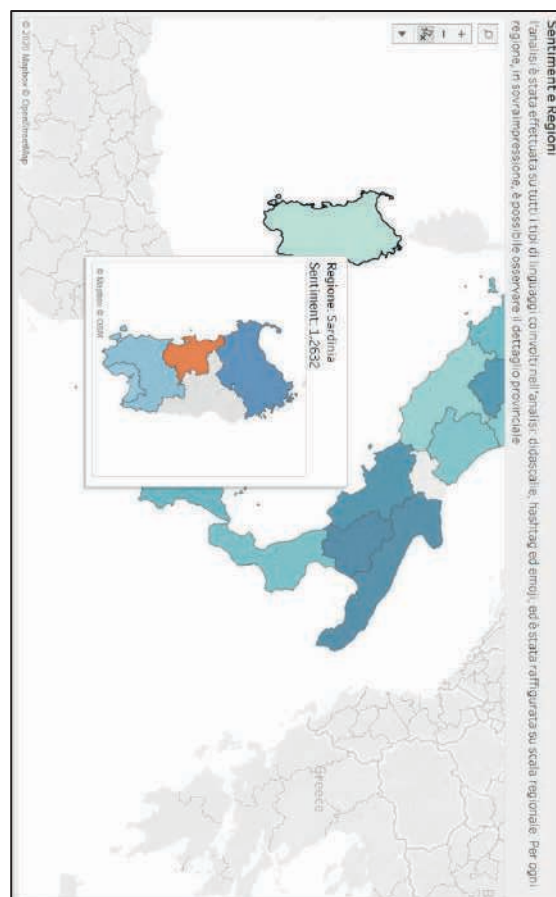 Sentiment e Regioni
l'analisi è stata effettuata su tutti i tipi di linguaggi coinvolti nell'analisi: didascalie, hashtag ed emoji, ed è stata raffigurata su scala regionale. Per ogni
regione, in sovraimpressione, è possibile osservare il dettaglio provinciale
Regione: Sardinia
Sentiment: 1.2632
© Mapbox © OSM
Greece
© 2020 Mapbox © OpenStreetMap